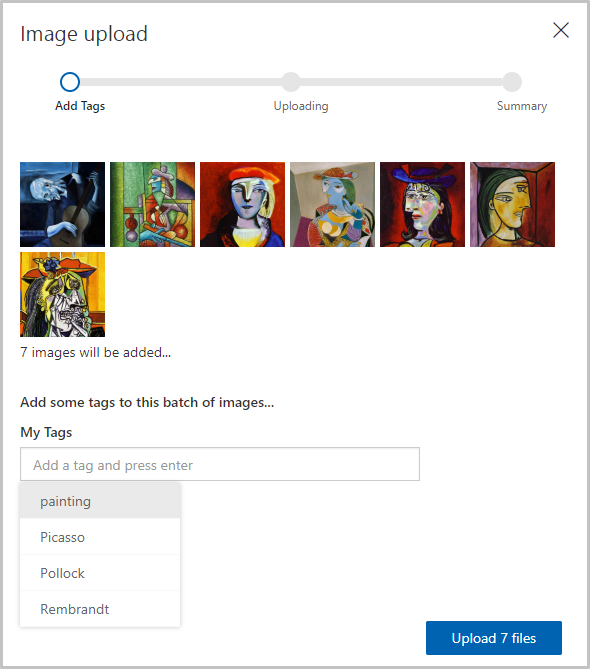 Image upload
Add Tags Uploading Summary
7 images will be added...
Add some tags to this batch of images...
My Tags
Add a tag and press enter
painting
Picasso
Pollock
Rembrandt
Upload 7 files